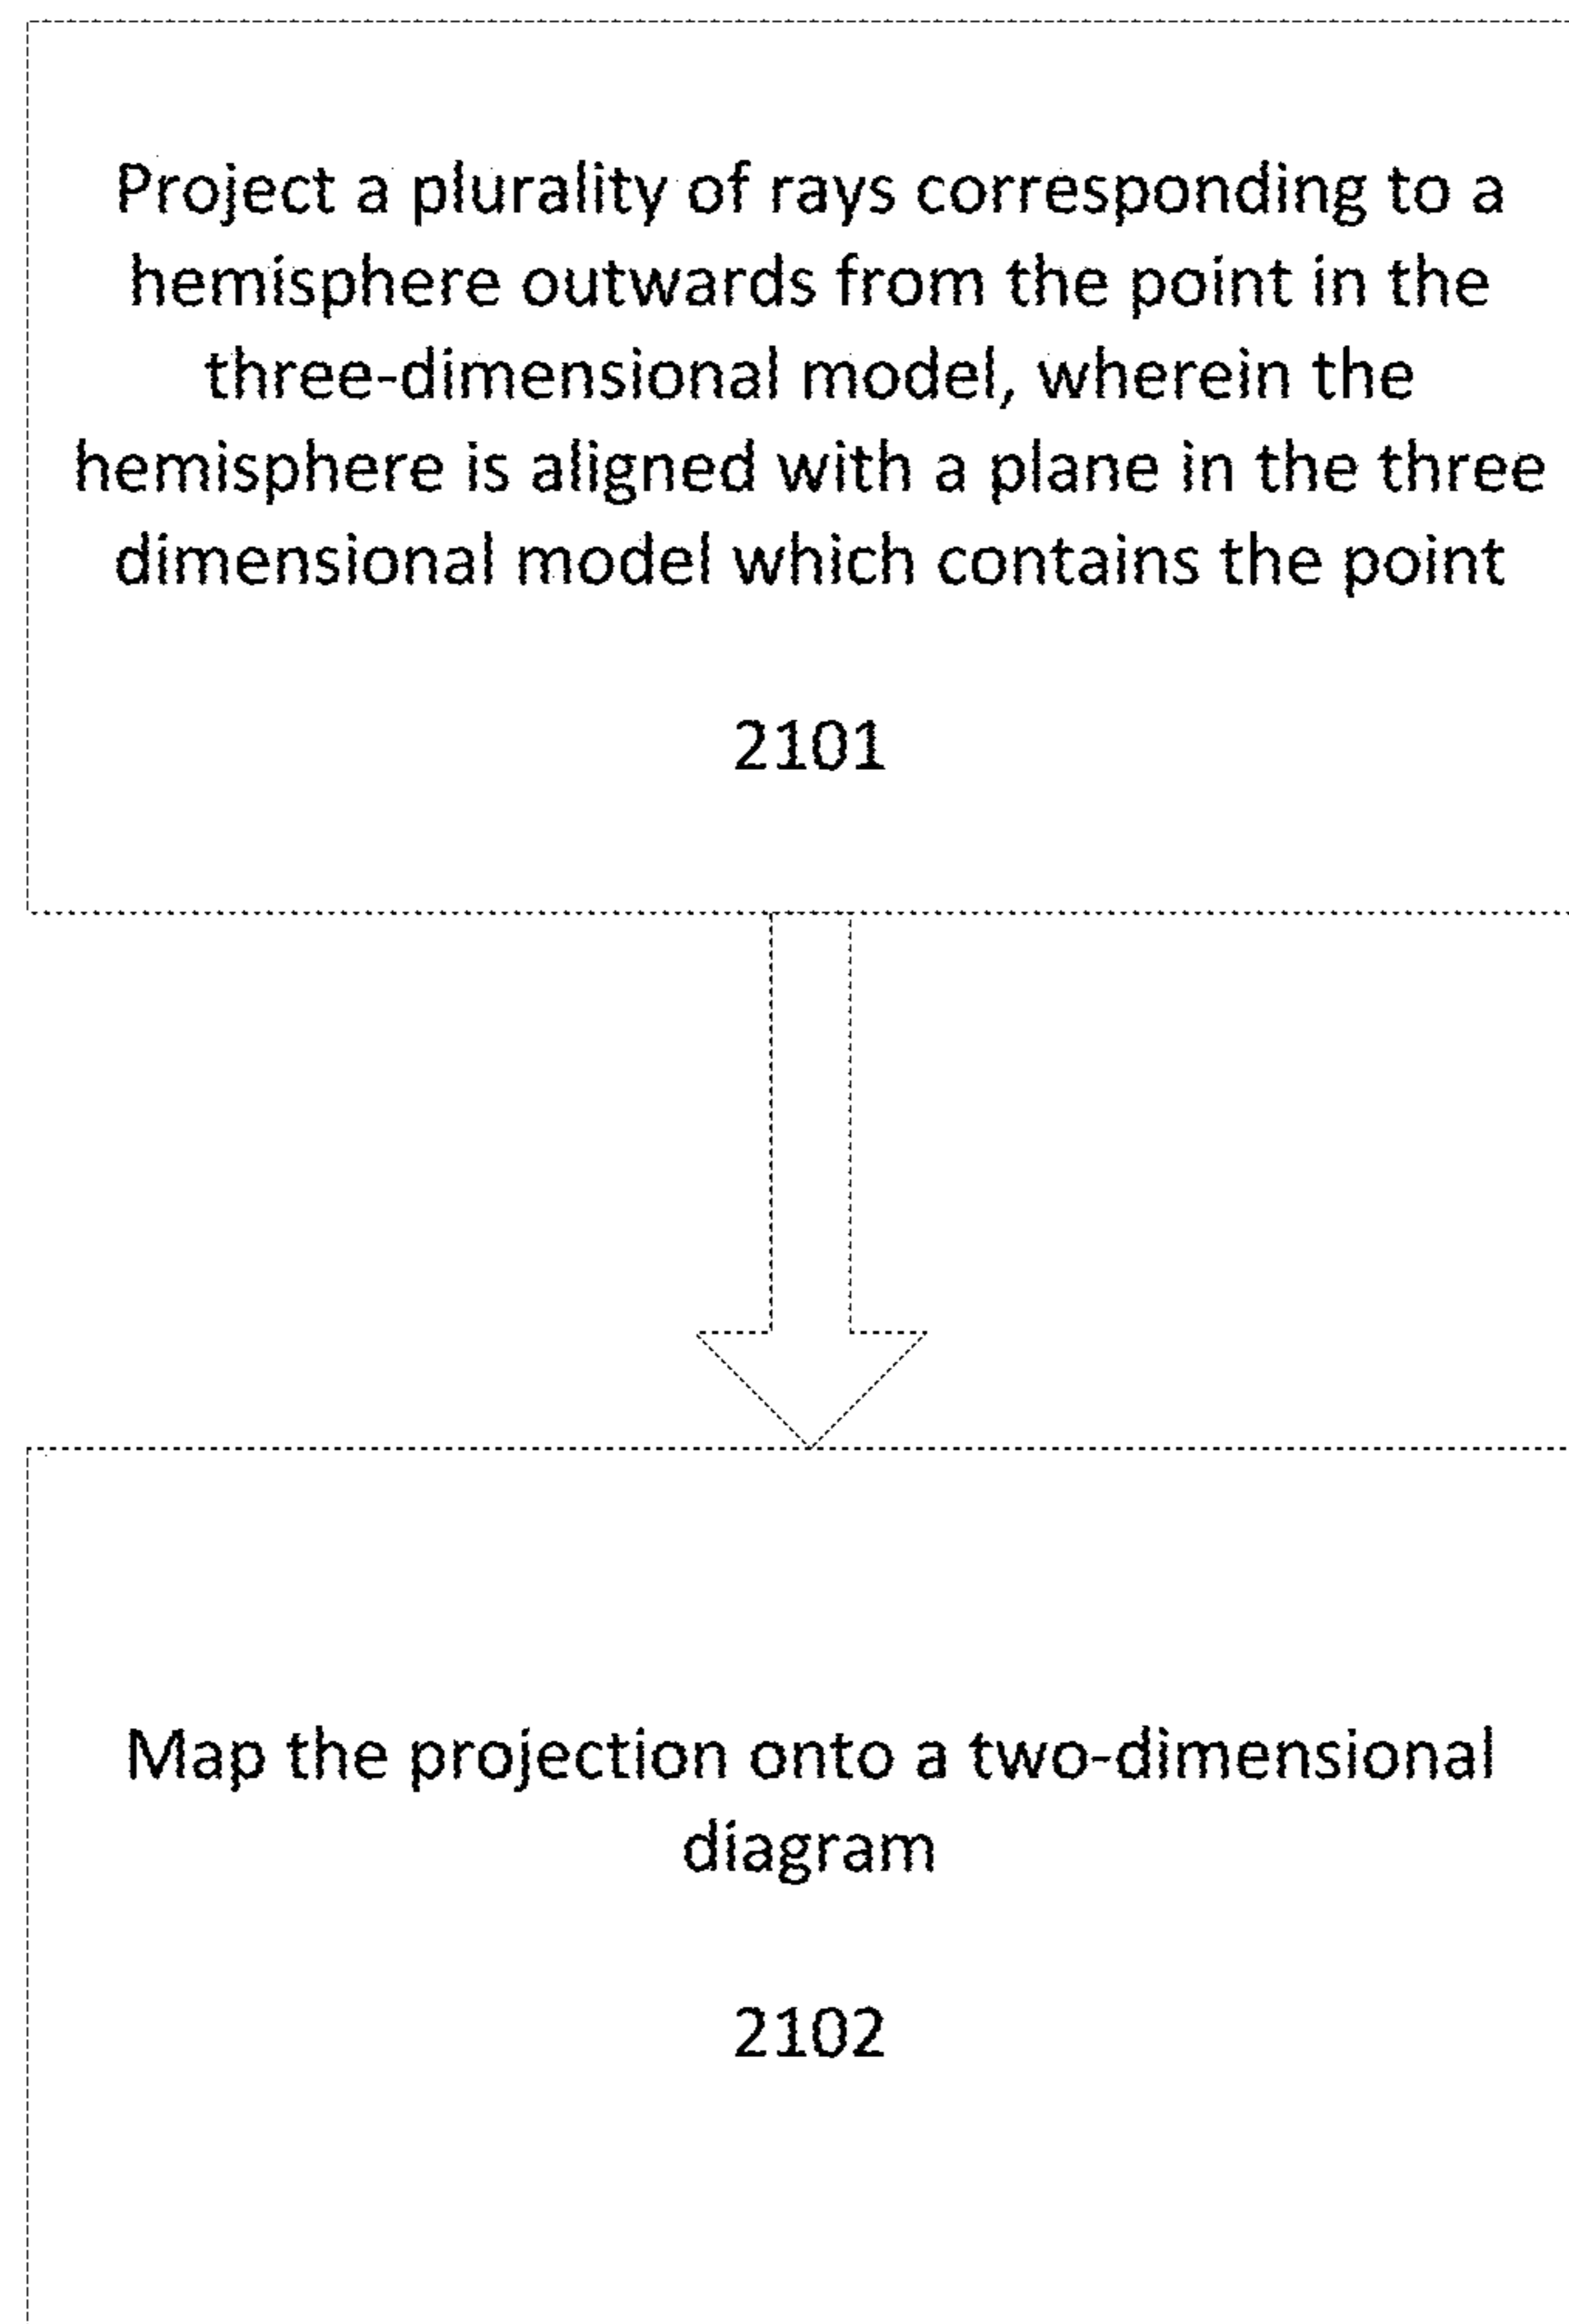 Project a plurality of rays corresponding to a
hemisphere outwards from the point in the
three-dimensional model, wherein the
hemisphere is aligned with a plane in the three
dimensional model which contains the point
2101
Map the projection onto a two-dimensional
diagram
2102